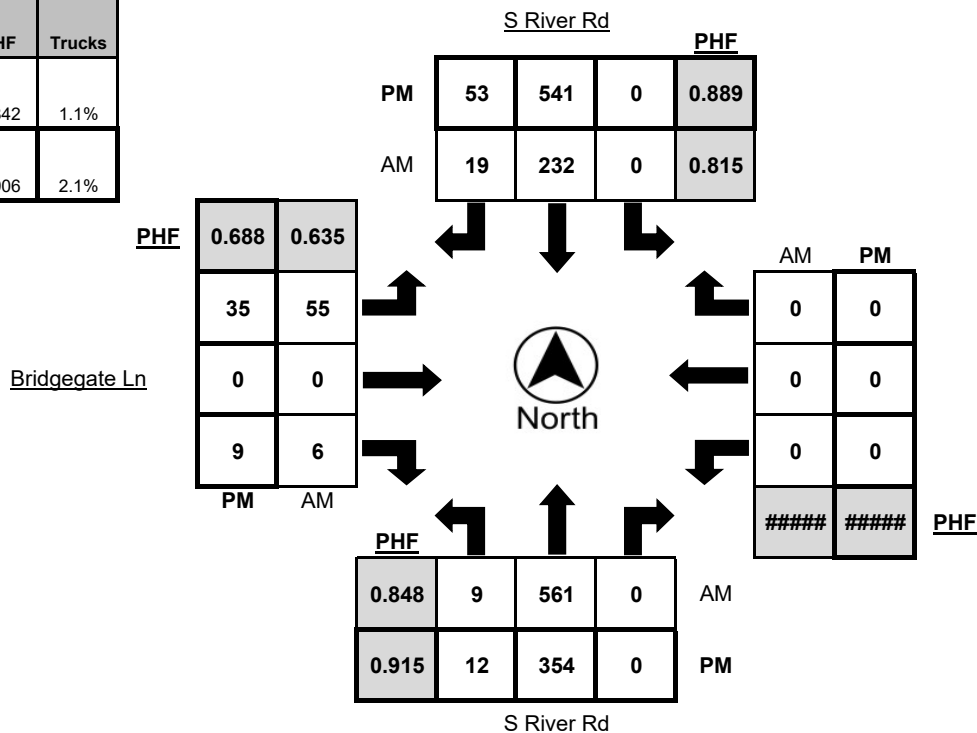 S River Rd
Trucks
PHF
PM 53 541 0 0.889
1.1%
AM 19 232 0 0.815
2.1%
PHF 0.688 0.635
AM PM
35 55
0 0
Bridgegate Ln
0 0
0 0
North
9 6
0 0
PM AM
##### ##### PHF
PHF
0.848 9 561 0 AM
0.915 12 354 0 PM
S River Rd